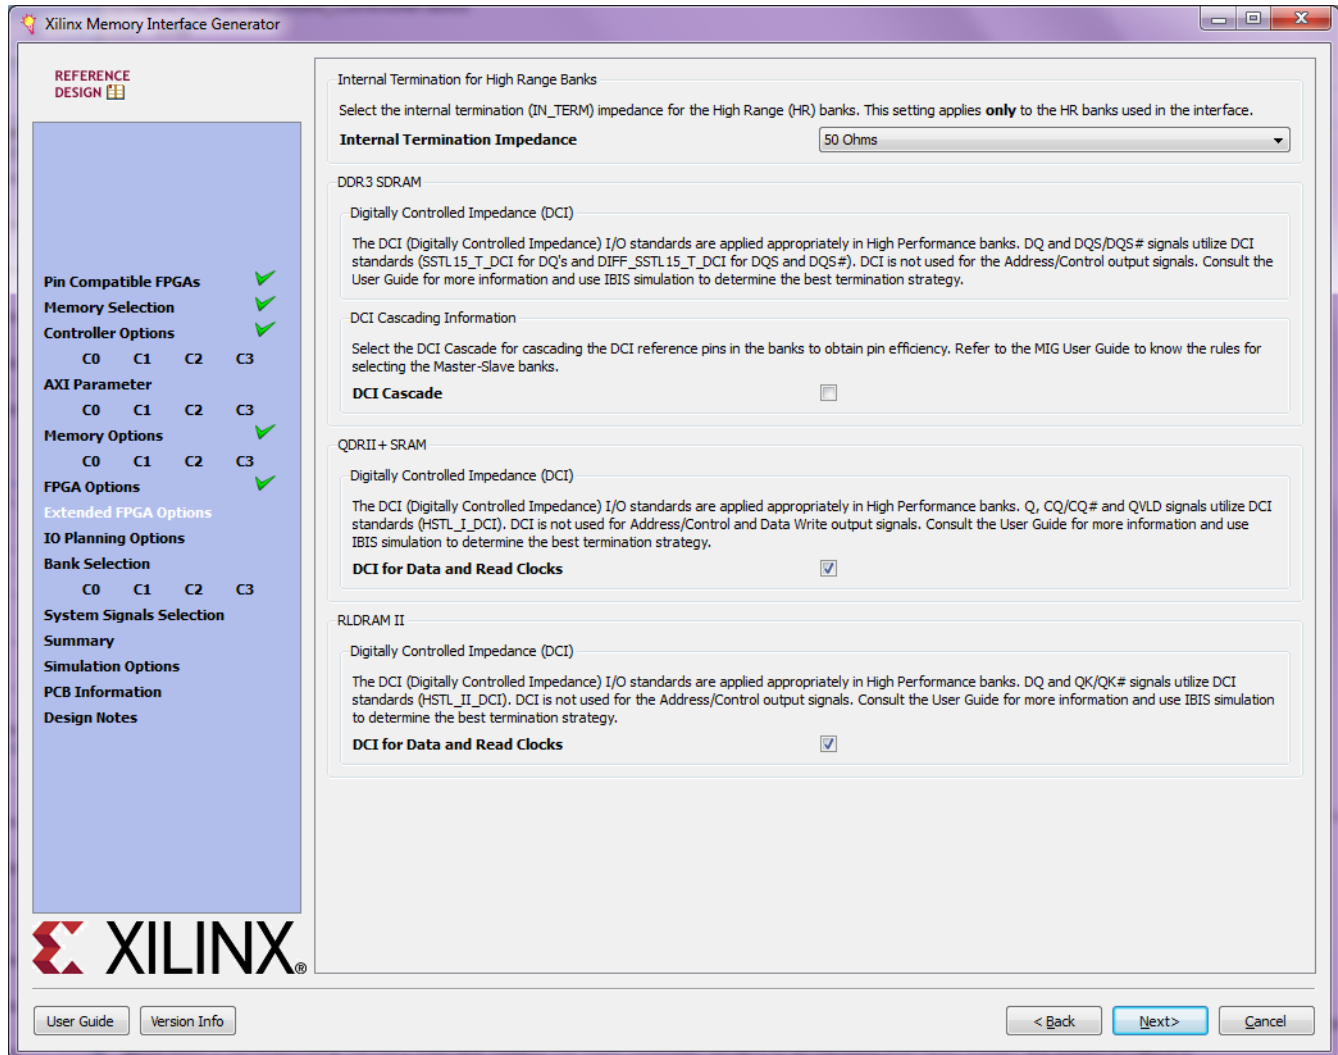 Xilinx Memory Interface Generator
REFERENCE
DESIGN
Pin Compatible FPGAs
Memory Selection
Controller Options
C0 C1 C2 C3
AXI Parameter
C0 C1 C2 C3
Memory Options
C0 C1 C2 C3
FPGA Options
Extended FPGA Options
IO Planning Options
Bank Selection
C0 C1 C2 C3
System Signals Selection
Summary
Simulation Options
PCB Information
Design Notes
XILINX®
Internal Termination for High Range Banks
Select the internal termination (IN_TERM) impedance for the High Range (HR) banks. This setting applies only to the HR banks used in the interface.
Internal Termination Impedance 50 Ohms
DDR3 SDRAM
Digitally Controlled Impedance (DCI)
The DCI (Digitally Controlled Impedance) I/O standards are applied appropriately in High Performance banks. DQ and DQS/DQS# signals utilize DCI
standards (SSTL15_T_DCI for DQ's and DIFF_SSTL15_T_DCI for DQS and DQS#). DCI is not used for the Address/Control output signals. Consult the
User Guide for more information and use IBIS simulation to determine the best termination strategy.
DCI Cascading Information
Select the DCI Cascade for cascading the DCI reference pins in the banks to obtain pin efficiency. Refer to the MIG User Guide to know the rules for
selecting the Master-Slave banks.
DCI Cascade
QDRII+ SRAM
Digitally Controlled Impedance (DCI)
The DCI (Digitally Controlled Impedance) I/O standards are applied appropriately in High Performance banks. Q, CQ/CQ# and QVLD signals utilize DCI
standards (HSTL_I_DCI). DCI is not used for Address/Control and Data Write output signals. Consult the User Guide for more information and use
IBIS simulation to determine the best termination strategy.
DCI for Data and Read Clocks
RLDRAM II
Digitally Controlled Impedance (DCI)
The DCI (Digitally Controlled Impedance) I/O standards are applied appropriately in High Performance banks. DQ and QK/QK# signals utilize DCI
standards (HSTL_II_DCI). DCI is not used for the Address/Control output signals. Consult the User Guide for more information and use IBIS simulation
to determine the best termination strategy.
DCI for Data and Read Clocks
User Guide Version Info < Back Next> Cancel